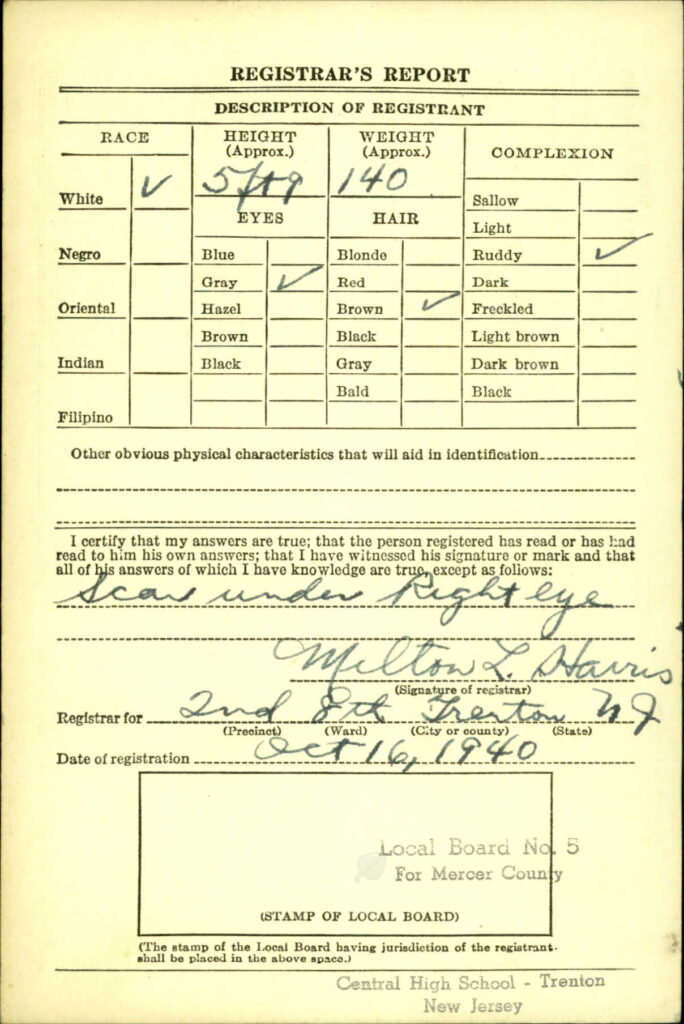 REGISTRAR'S REPORT
DESCRIPTION OF REGISTRANT
RACE
HEIGHT
(Approx.)
WEIGHT
(Approx.)
COMPLEXION
5 ft 9
140
White ✓
Sallow
EYES
HAIR
Light
Negro
Blue
Blonde
Ruddy ✓
Gray ✓
Red
Dark
Oriental
Hazel
Brown ✓
Freckled
Brown
Black
Light brown
Indian
Black
Gray
Dark brown
Bald
Black
Filipino
Other obvious physical characteristics that will aid in identification
I certify that my answers are true; that the person registered has read or has had
read to him his own answers; that I have witnessed his signature or mark and that
all of his answers of which I have knowledge are true, except as follows:
Scar under Right eye
Milton L. Harris
(Signature of registrar)
Registrar for 2nd 8th Trenton NJ
(Precinct) (Ward) (City or county) (State)
Date of registration Oct 16, 1940
Local Board No. 5
For Mercer County
(STAMP OF LOCAL BOARD)
(The stamp of the Local Board having jurisdiction of the registrant
shall be placed in the above space.)
Central High School - Trenton
New Jersey